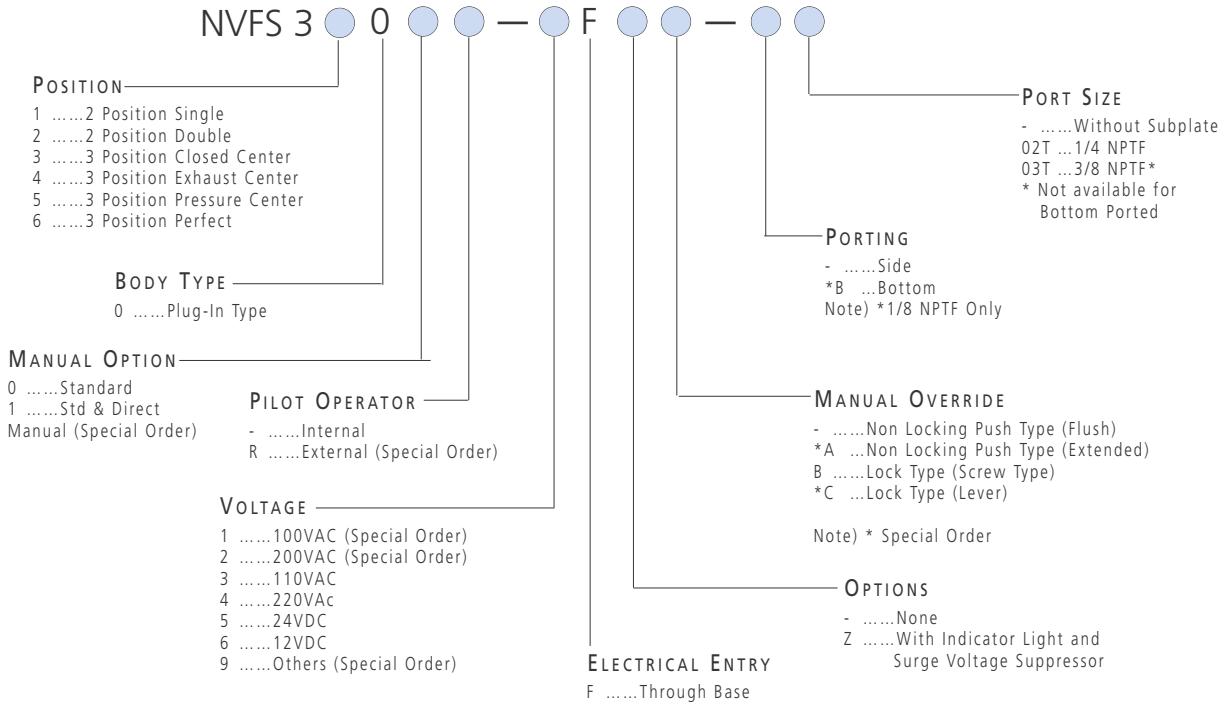 NVFS 3 0 — F —
POSITION
1 ......2 Position Single
2 ......2 Position Double
3 ......3 Position Closed Center
4 ......3 Position Exhaust Center
5 ......3 Position Pressure Center
6 ......3 Position Perfect
BODY TYPE
0 ......Plug-In Type
MANUAL OPTION
0 ......Standard
1 ......Std & Direct
Manual (Special Order)
PILOT OPERATOR
- ......Internal
R ......External (Special Order)
VOLTAGE
1 ......100VAC (Special Order)
2 ......200VAC (Special Order)
3 ......110VAC
4 ......220VAc
5 ......24VDC
6 ......12VDC
9 ......Others (Special Order)
ELECTRICAL ENTRY
F ......Through Base
OPTIONS
- ......None
Z ......With Indicator Light and
Surge Voltage Suppressor
MANUAL OVERRIDE
- ......Non Locking Push Type (Flush)
*A ...Non Locking Push Type (Extended)
B ......Lock Type (Screw Type)
*C ...Lock Type (Lever)
Note) * Special Order
PORTING
- ......Side
*B ...Bottom
Note) *1/8 NPTF Only
PORT SIZE
- ......Without Subplate
02T ...1/4 NPTF
03T ...3/8 NPTF*
* Not available for
Bottom Ported